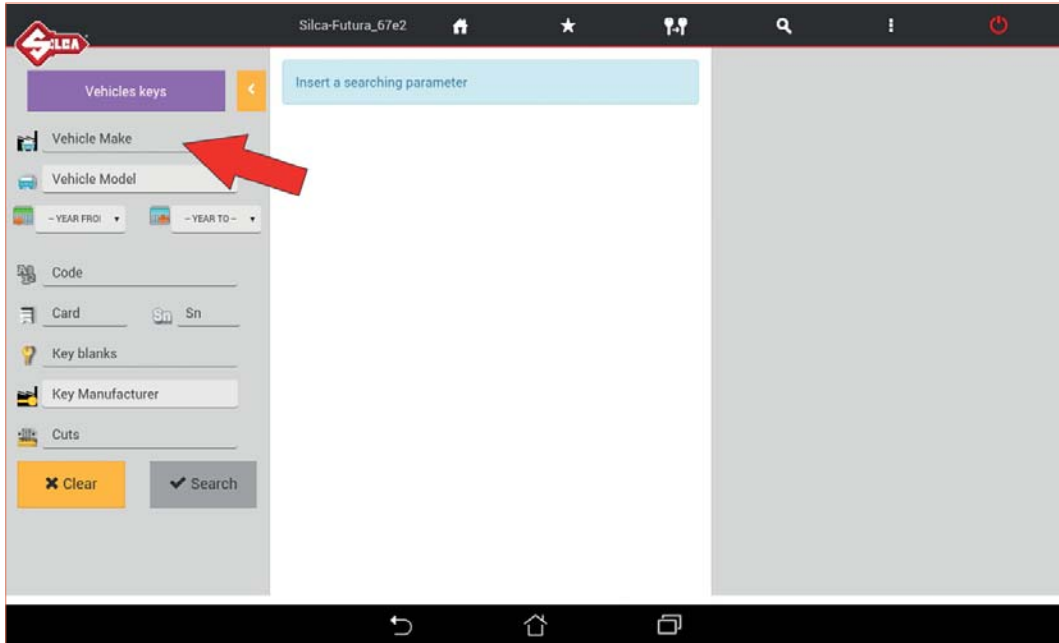 Silca-Futura_67e2
SILCA
Vehicles keys
Insert a searching parameter
Vehicle Make
Vehicle Model
- YEAR FROI
- YEAR TO -
Code
Card
Sn Sn
Key blanks
Key Manufacturer
Cuts
Clear
Search